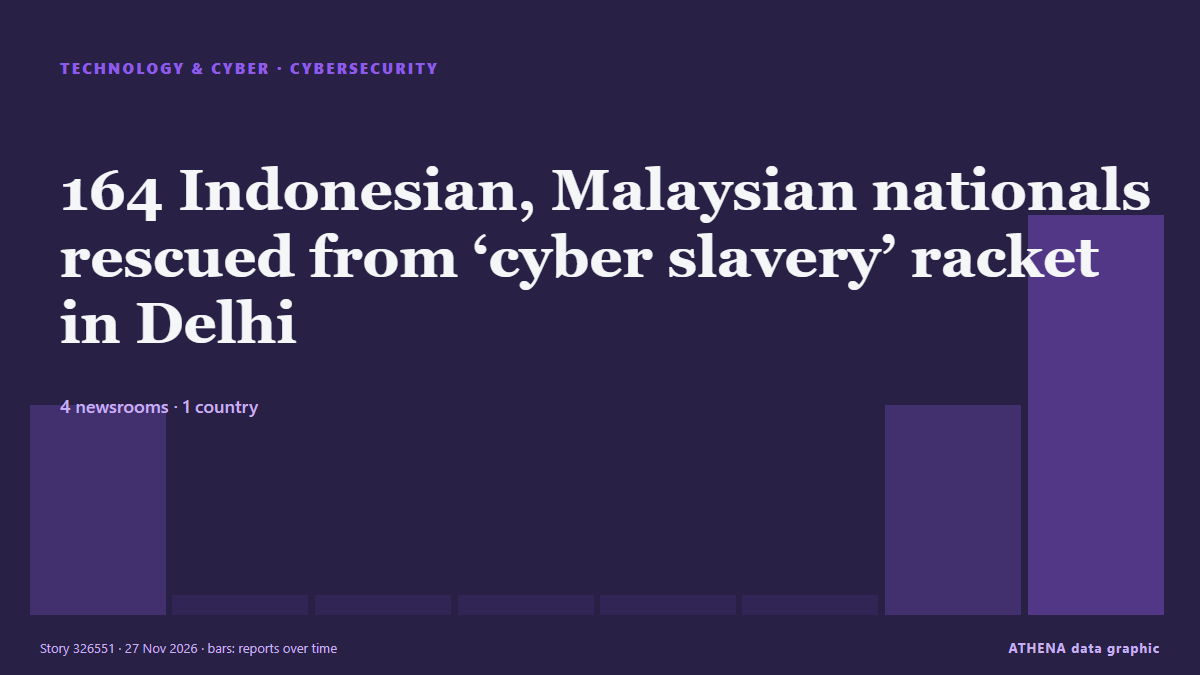 TECHNOLOGY & CYBER · CYBERSECURITY
164 Indonesian, Malaysian nationals
rescued from ‘cyber slavery’ racket
in Delhi
4 newsrooms · 1 country
Story 326551 · 27 Nov 2026 · bars: reports over time
ATHENA data graphic